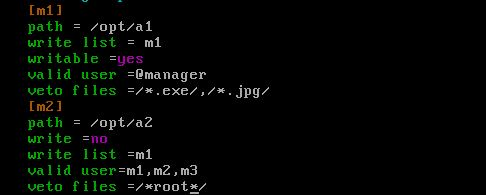 [m1]
path = /opt/a1
write list = m1
writable =yes
valid user =@manager
veto files =/*.exe/,/*.jpg/
[m2]
path = /opt/a2
write =no
write list =m1
valid user=m1,m2,m3
veto files =/*root*/